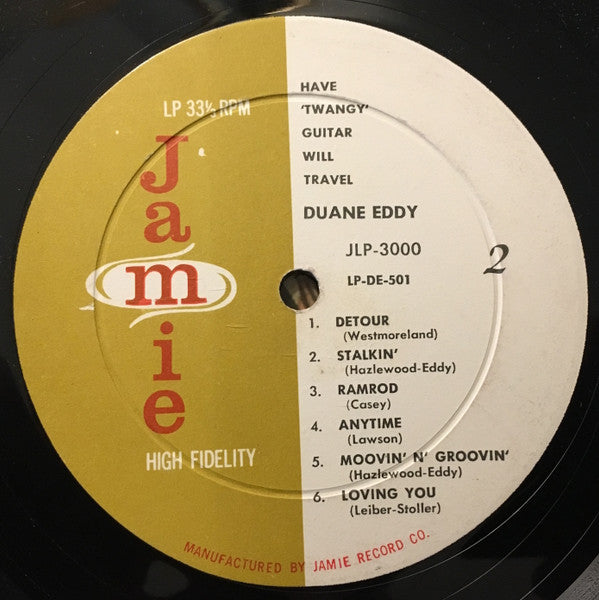 LP 33⅓ RPM
Jamie
HIGH FIDELITY
HAVE
'TWANGY'
GUITAR
WILL
TRAVEL
DUANE EDDY
JLP-3000
2
LP-DE-501
1. DETOUR
(Westmoreland)
2. STALKIN'
(Hazlewood-Eddy)
3. RAMROD
(Casey)
4. ANYTIME
(Lawson)
5. MOOVIN' N' GROOVIN'
(Hazlewood-Eddy)
6. LOVING YOU
(Leiber-Stoller)
MANUFACTURED BY JAMIE RECORD CO.